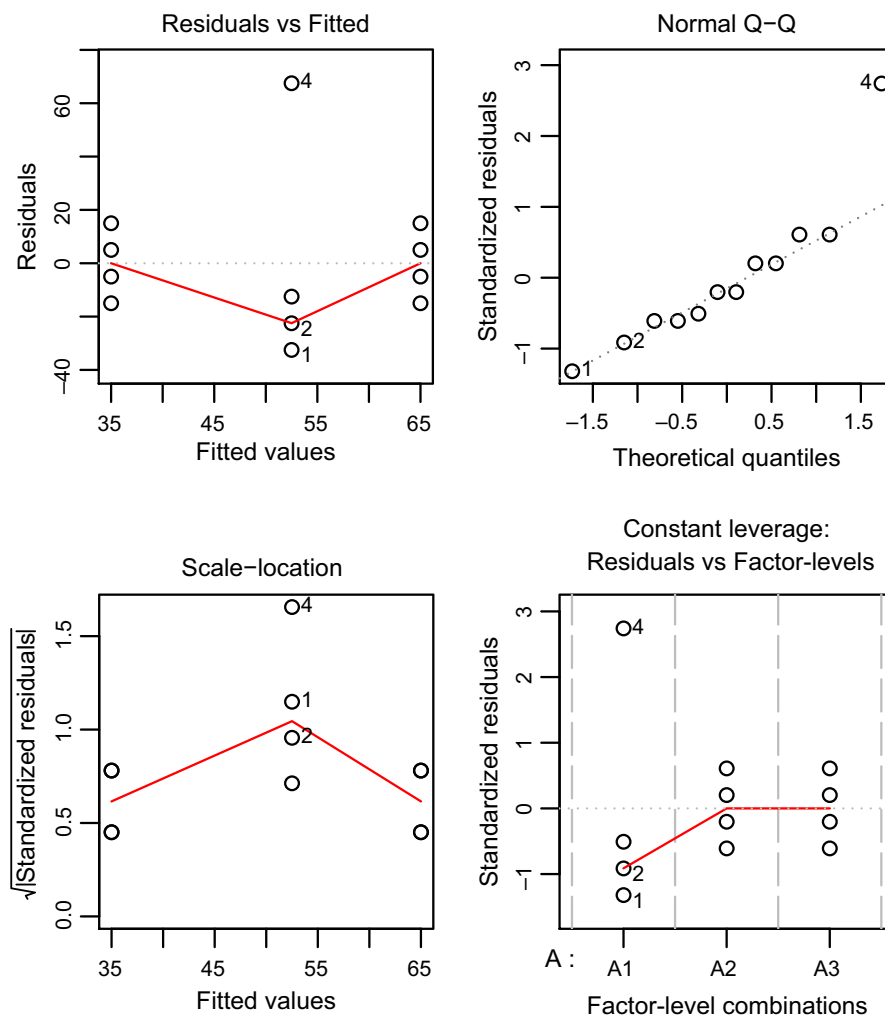 Residuals vs Fitted
Residuals
60
20
0
−40
4
2
1
35
45
55
65
Fitted values
Normal Q−Q
Standardized residuals
3
2
1
0
−1
4
2
1
−1.5
−0.5
0.5
1.5
Theoretical quantiles
Scale−location
√|Standardized residuals|
1.5
1.0
0.5
0.0
4
1
2
35
45
55
65
Fitted values
Constant leverage:
Residuals vs Factor-levels
Standardized residuals
3
2
1
0
−1
4
2
1
A :
A1
A2
A3
Factor-level combinations